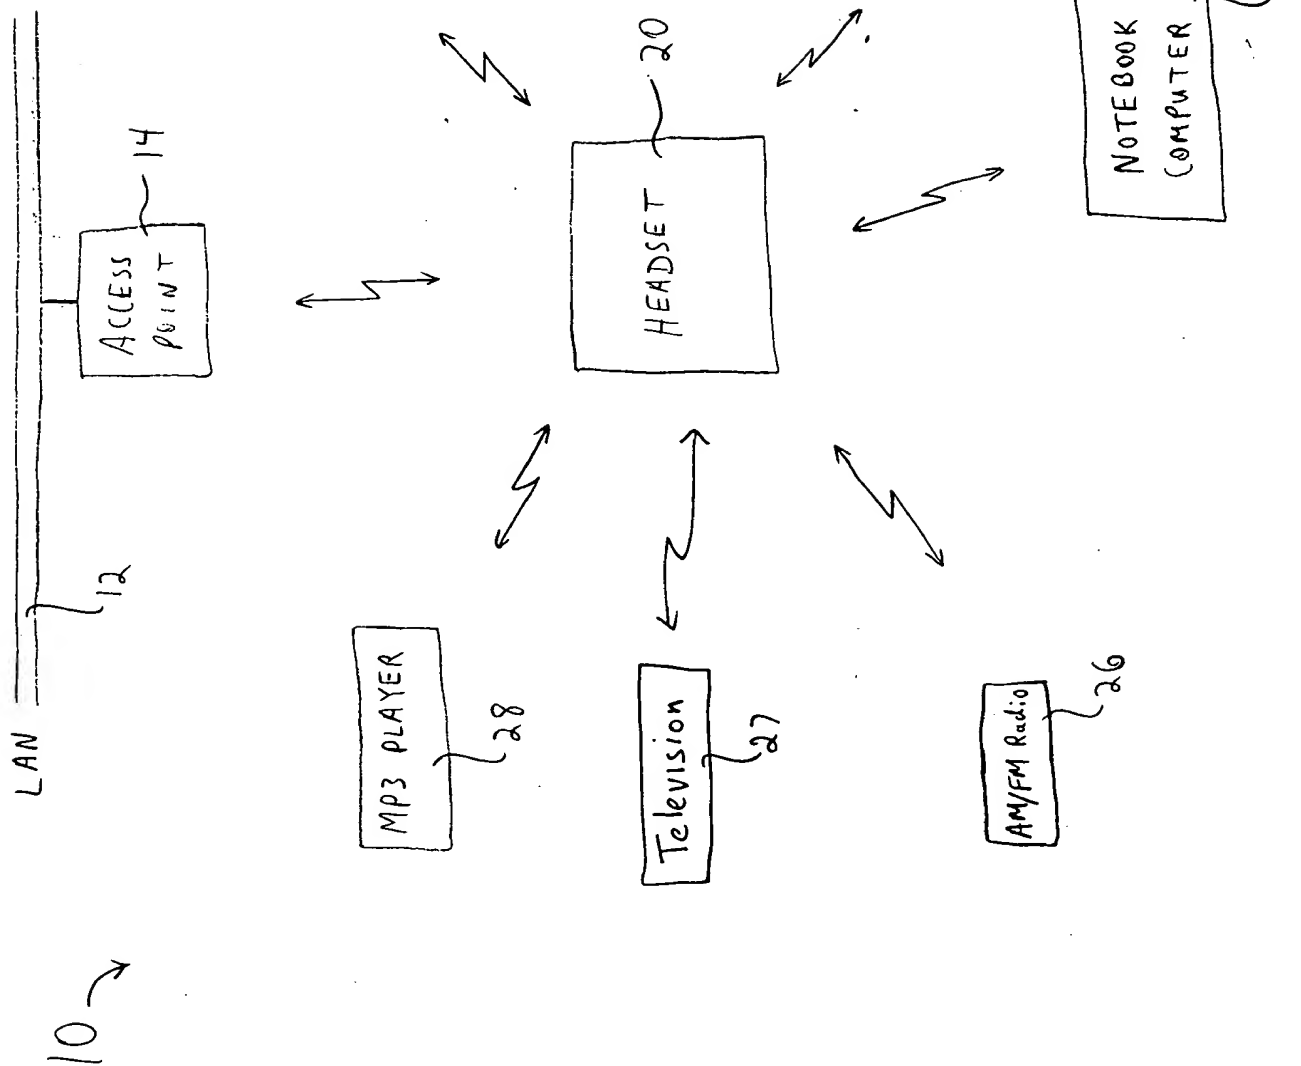 10
LAN
12
ACCESS
POINT
14
MP3 PLAYER
28
HEADSET
20
Television
27
AM/FM Radio
26
NOTEBOOK
COMPUTER